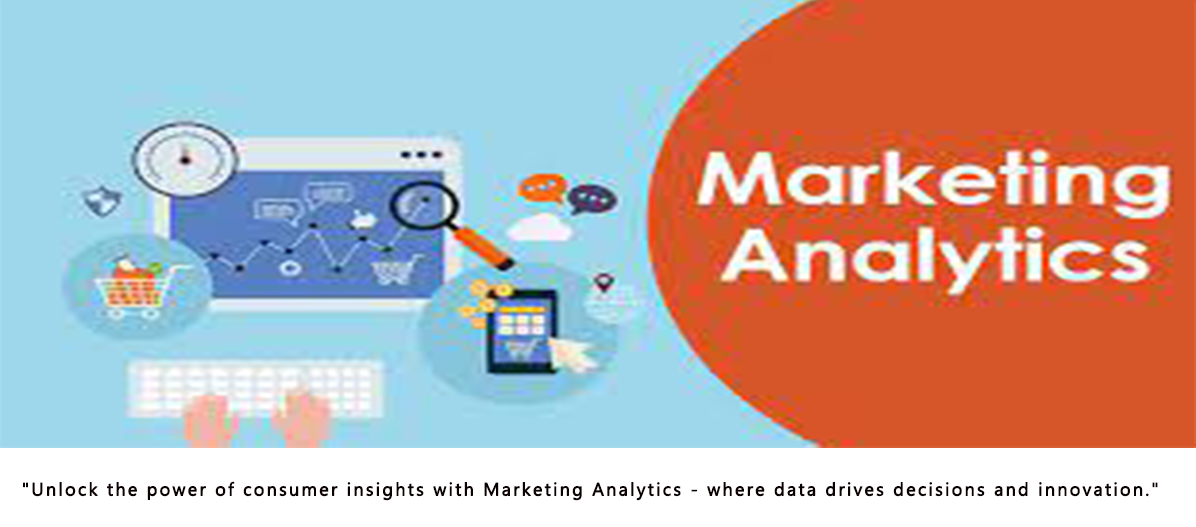 Marketing
Analytics
"Unlock the power of consumer insights with Marketing Analytics - where data drives decisions and innovation."